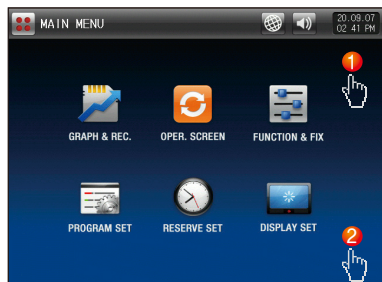 MAIN MENU
20.09.07
02 41 PM
1
GRAPH & REC.
OPER. SCREEN
FUNCTION & FIX
PROGRAM SET
RESERVE SET
DISPLAY SET
2